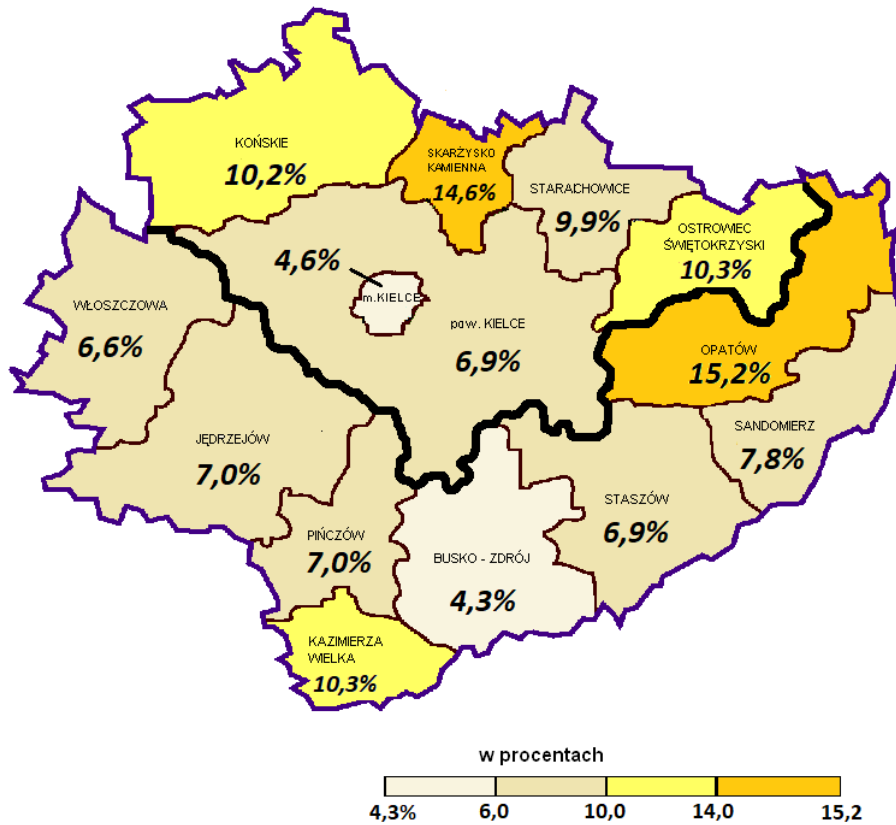 KOŃSKIE
10,2%
SKARŻYSKO
KAMIENNA
14,6%
STARACHOWICE
9,9%
OSTROWIEC
ŚWIĘTOKRZYSKI
10,3%
4,6%
m.KIELCE
WŁOSZCZOWA
6,6%
pow. KIELCE
6,9%
OPATÓW
15,2%
SANDOMIERZ
7,8%
JĘDRZEJÓW
7,0%
STASZÓW
6,9%
PIŃCZÓW
7,0%
BUSKO - ZDRÓJ
4,3%
KAZIMIERZA
WIELKA
10,3%
w procentach
4,3% 6,0 10,0 14,0 15,2